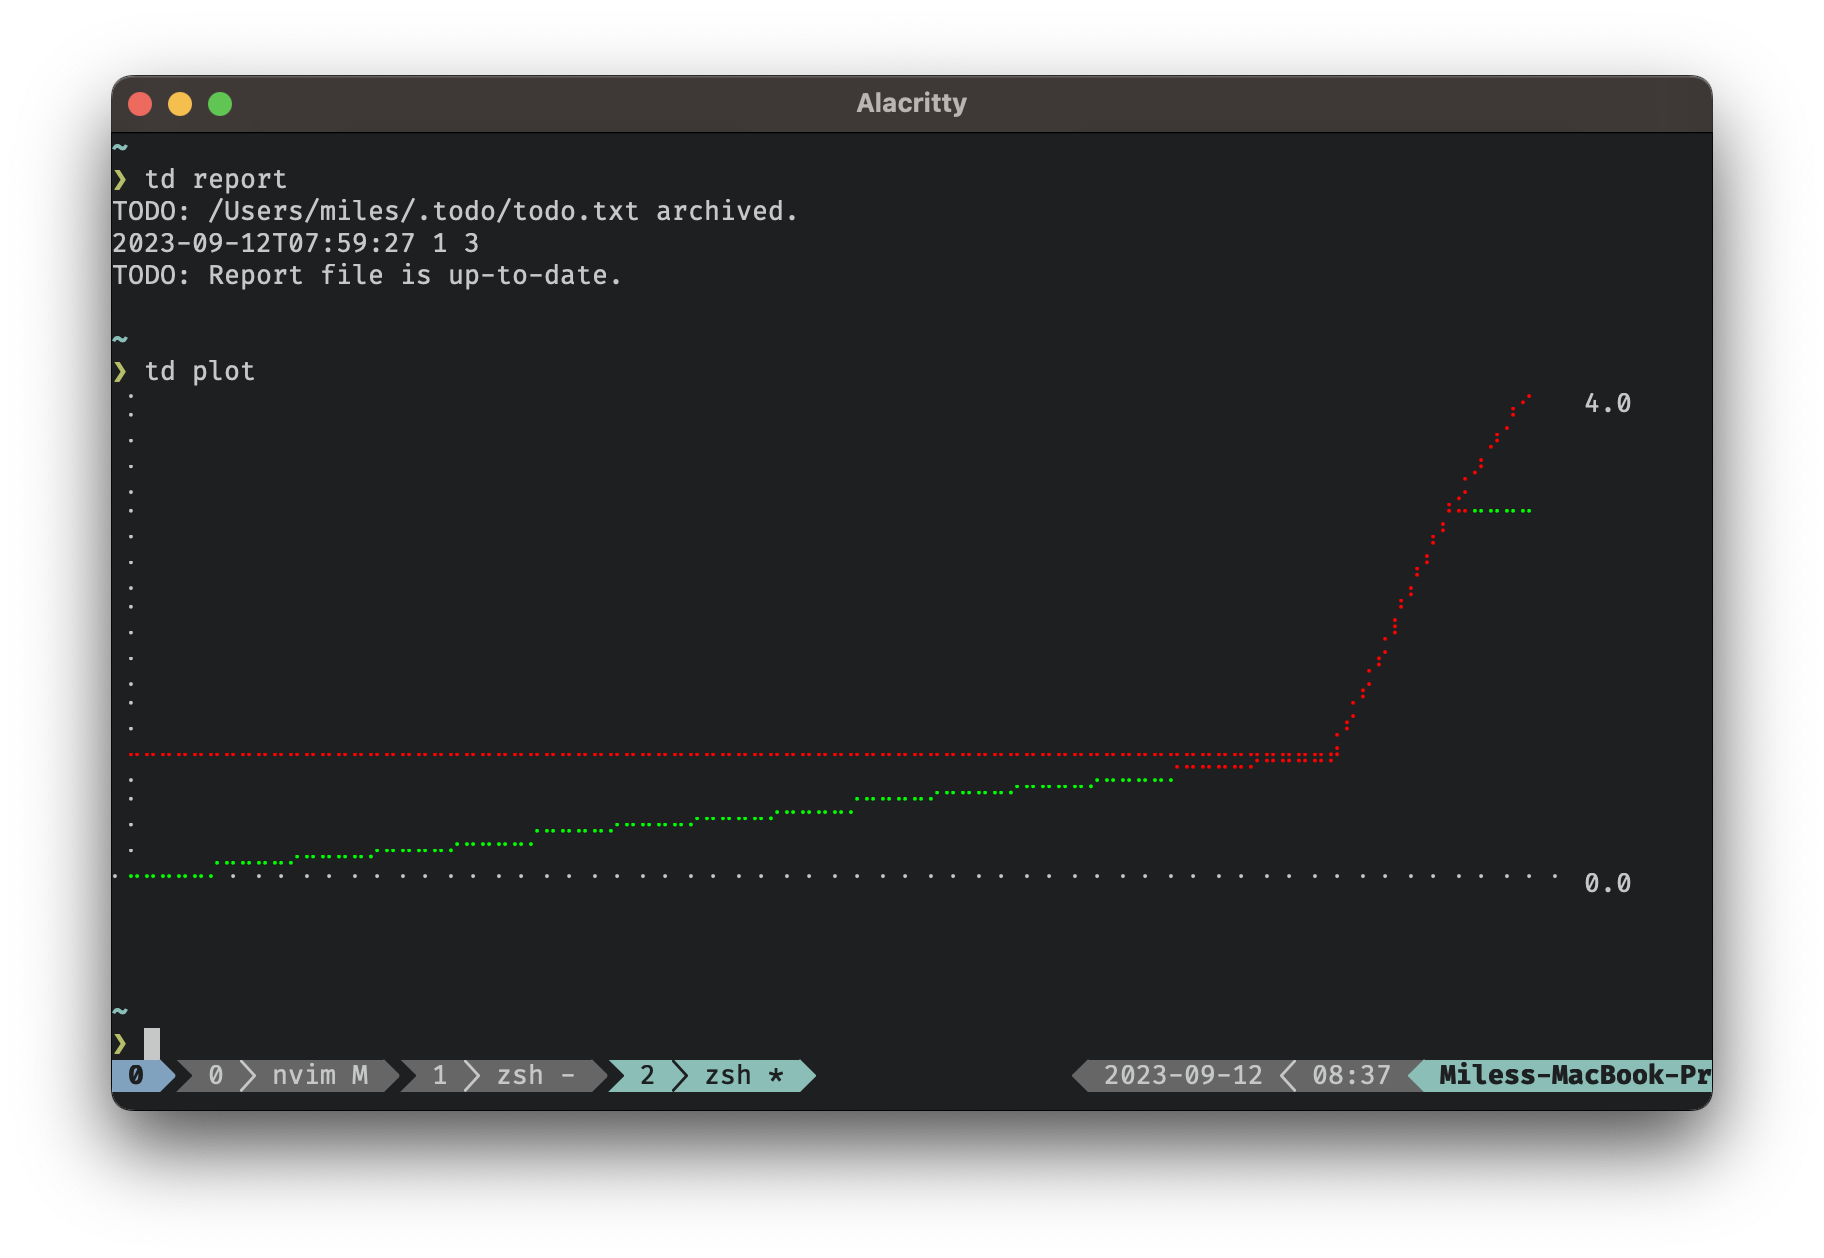 Alacritty
~
❯ td report
TODO: /Users/miles/.todo/todo.txt archived.
2023-09-12T07:59:27 1 3
TODO: Report file is up-to-date.
~
❯ td plot
4.0
0.0
~
❯
0 0 nvim M 1 zsh - 2 zsh * 2023-09-12 08:37 Miless-MacBook-Pr